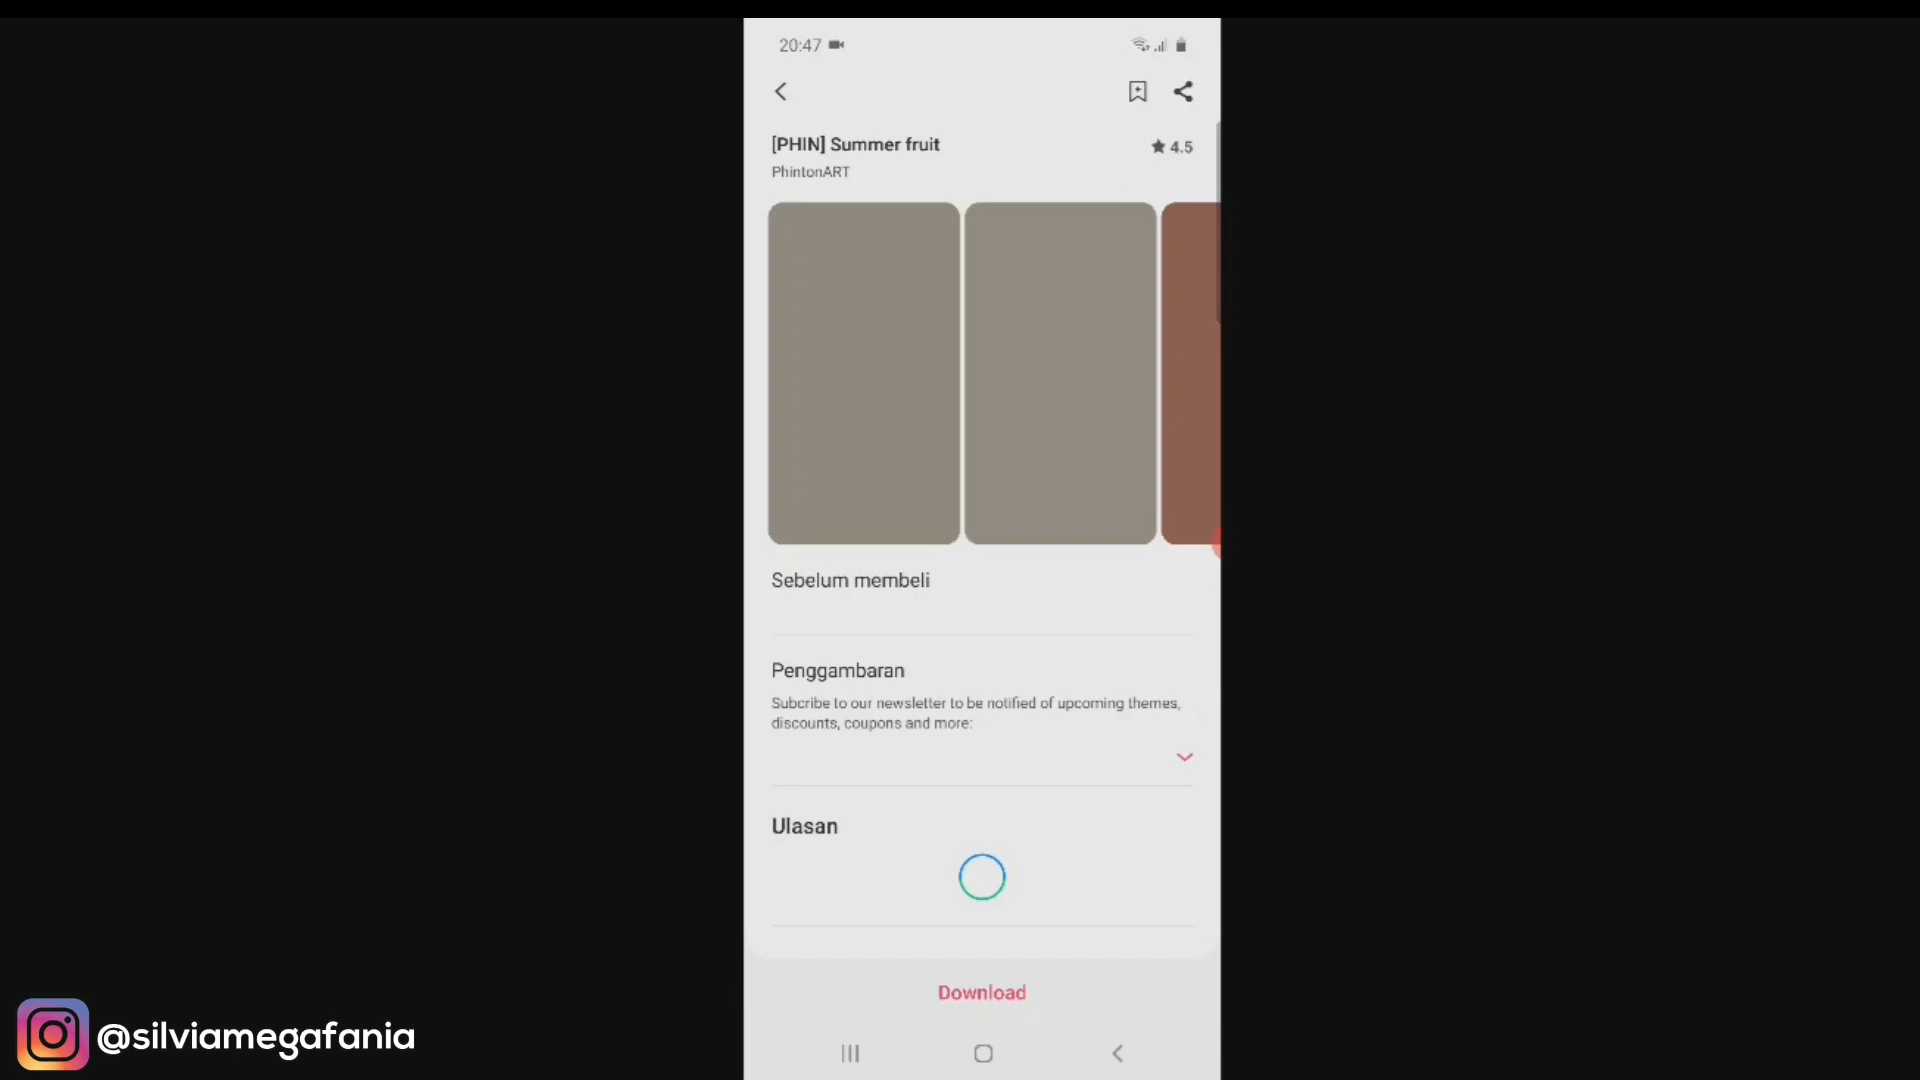 20:47
[PHIN] Summer fruit
4.5
PhintonART
Sebelum membeli
Penggambaran
Subcribe to our newsletter to be notified of upcoming themes,
discounts, coupons and more:
Ulasan
Download
@silviamegafania